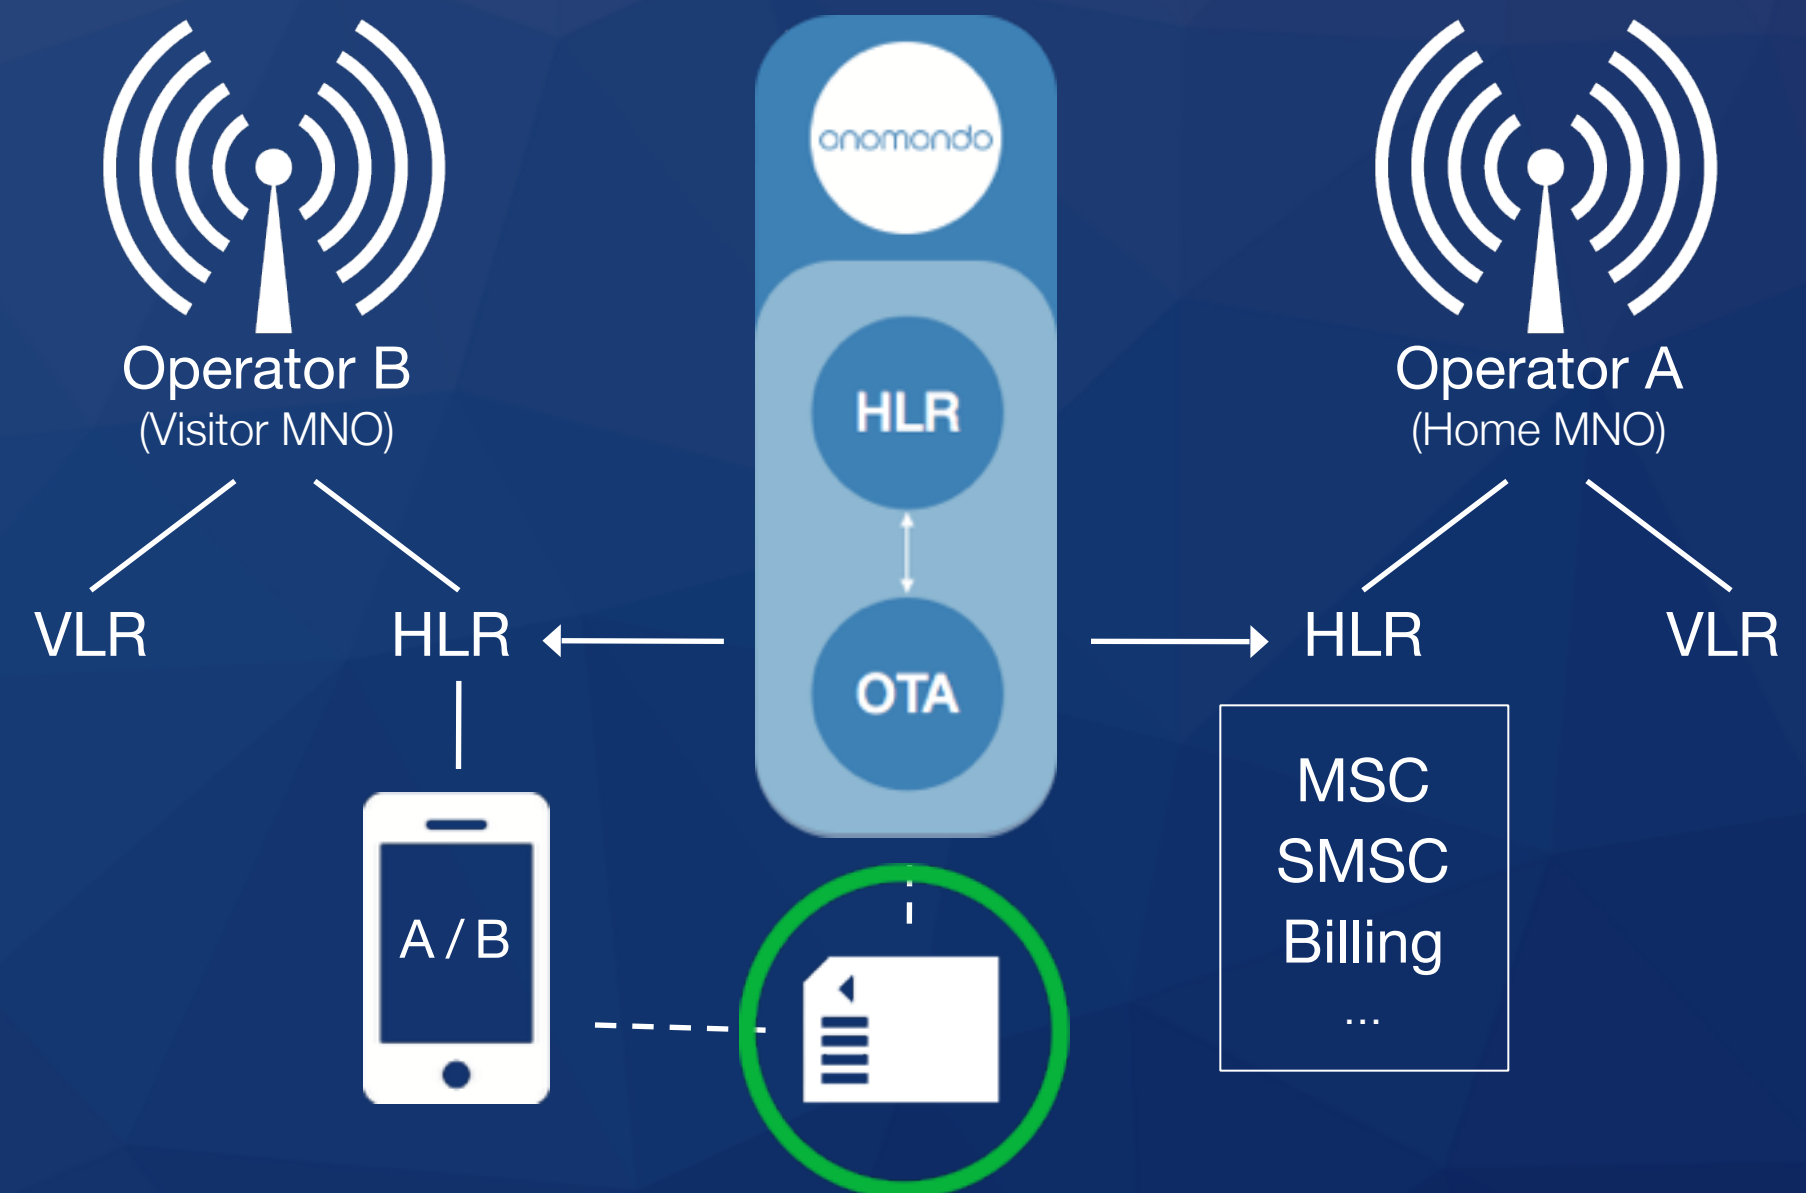 Operator B
(Visitor MNO)
VLR
HLR
A / B
onomondo
HLR
OTA
Operator A
(Home MNO)
HLR
VLR
MSC
SMSC
Billing
...